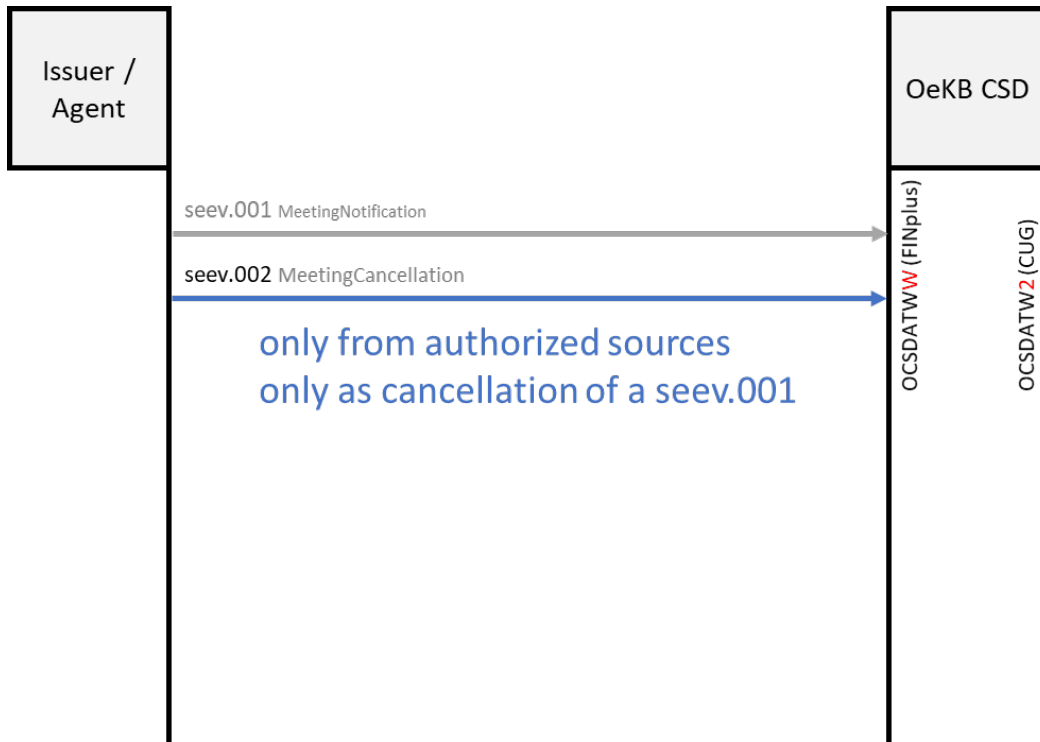 Issuer /
Agent
OeKB CSD
seev.001 MeetingNotification
seev.002 MeetingCancellation
only from authorized sources
only as cancellation of a seev.001
OCSDATWW (FINplus)
OCSDATW2 (CUG)